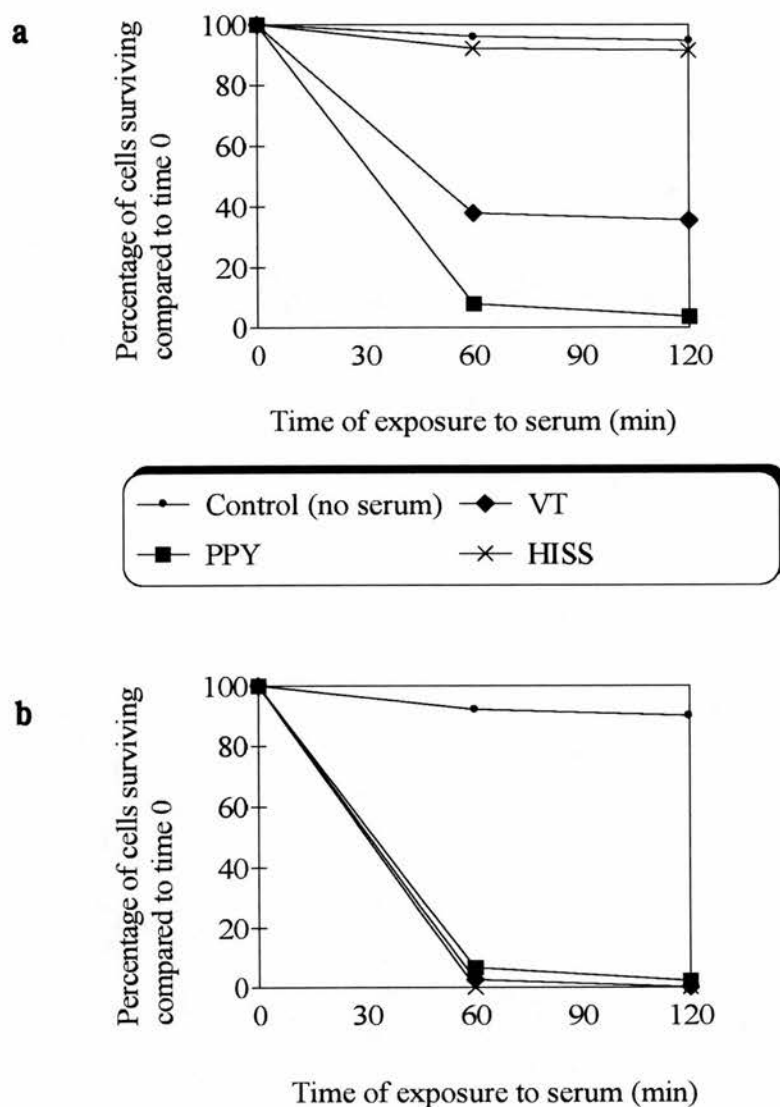 a
Percentage of cells surviving
compared to time 0
100
80
60
40
20
0
0 30 60 90 120
Time of exposure to serum (min)
Control (no serum) VT
PPY HISS
b
Percentage of cells surviving
compared to time 0
100
80
60
40
20
0
0 30 60 90 120
Time of exposure to serum (min)